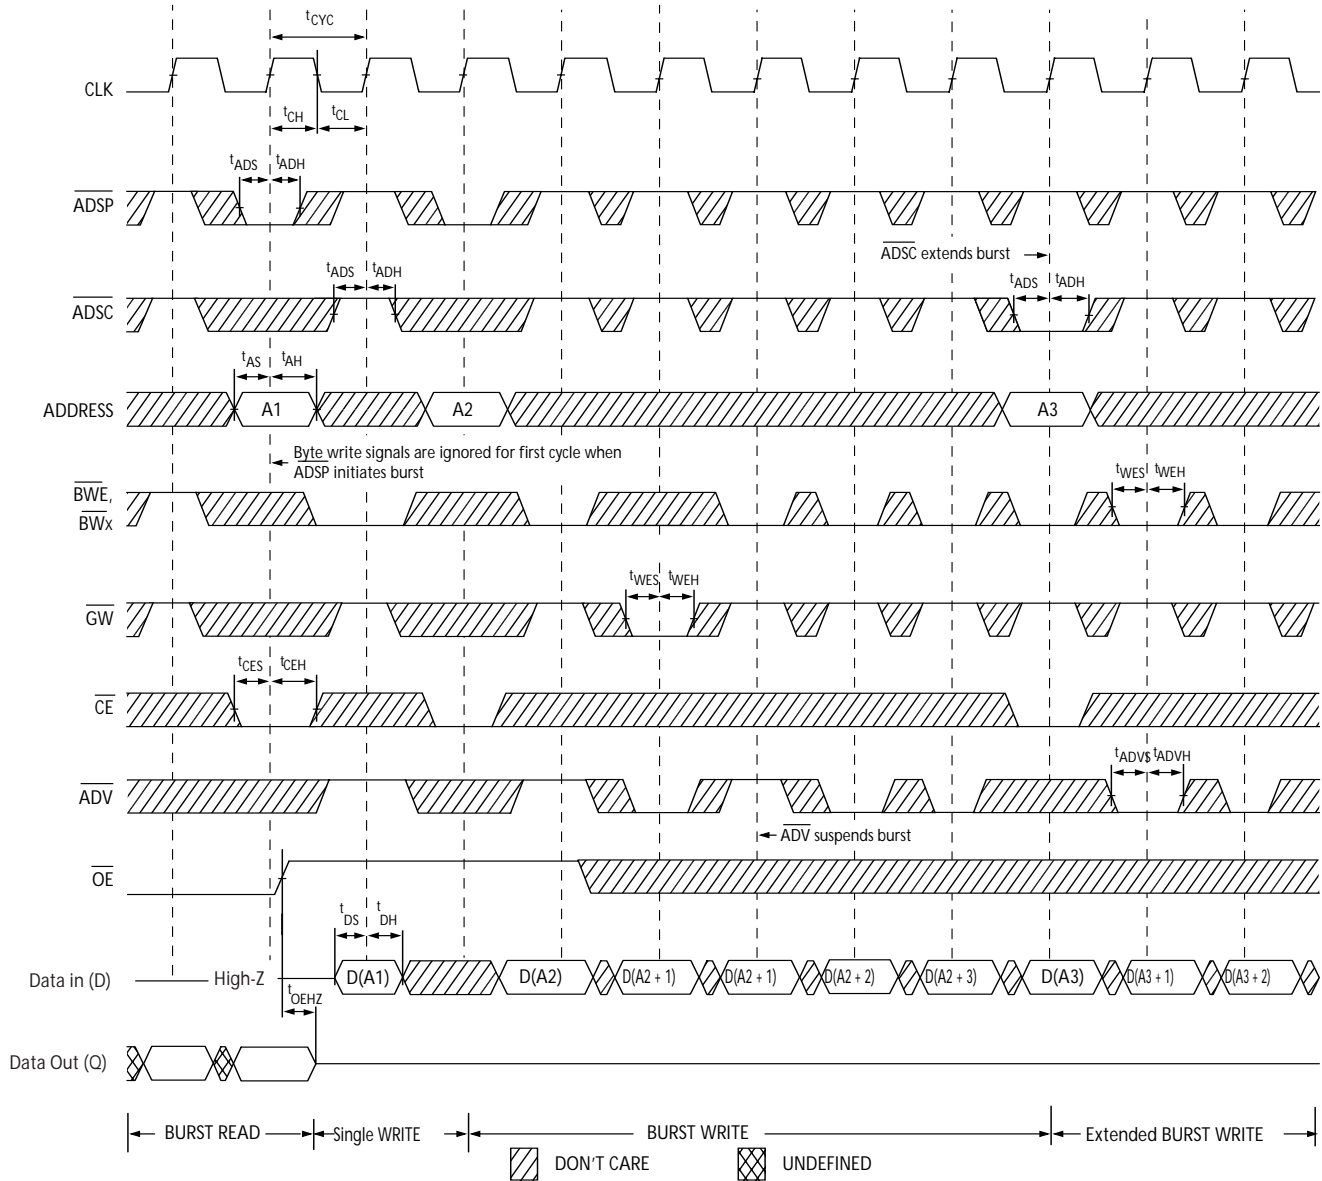 tCYC
CLK
tCH
tCL
tADS
tADH
ADSP
ADSC extends burst
tADS
tADH
tADS
tADH
ADSC
tAS
tAH
ADDRESS
A1
A2
A3
Byte write signals are ignored for first cycle when
ADSP initiates burst
tWES
tWEH
BWE,
BWx
tWES
tWEH
GW
tCES
tCEH
CE
tADVS
tADVH
ADV
ADV suspends burst
OE
tDS
tDH
Data in (D)
High-Z
D(A1)
D(A2)
D(A2 + 1)
D(A2 + 1)
D(A2 + 2)
D(A2 + 3)
D(A3)
D(A3 + 1)
D(A3 + 2)
tOEHZ
Data Out (Q)
BURST READ
Single WRITE
BURST WRITE
Extended BURST WRITE
DON'T CARE
UNDEFINED